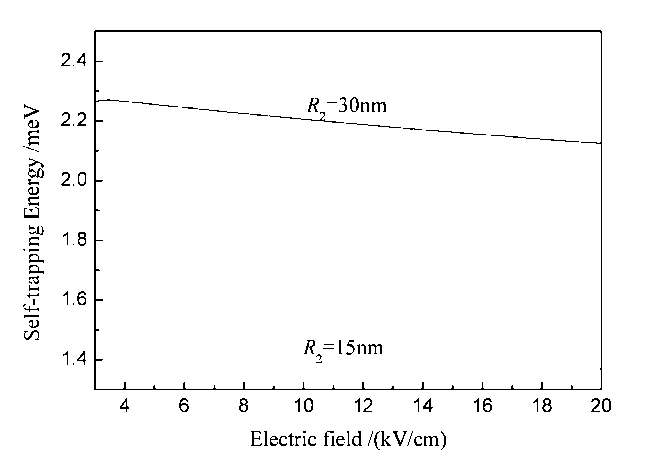 2.4
2.2
2.0
1.8
1.6
1.4
Self-trapping Energy /meV
R₂=30nm
R₂=15nm
4 6 8 10 12 14 16 18 20
Electric field /(kV/cm)